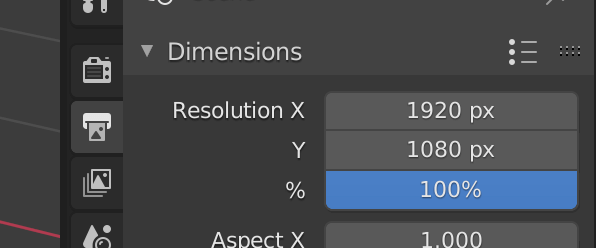 Dimensions
Resolution X 1920 px
Y 1080 px
% 100%
Aspect X 1.000